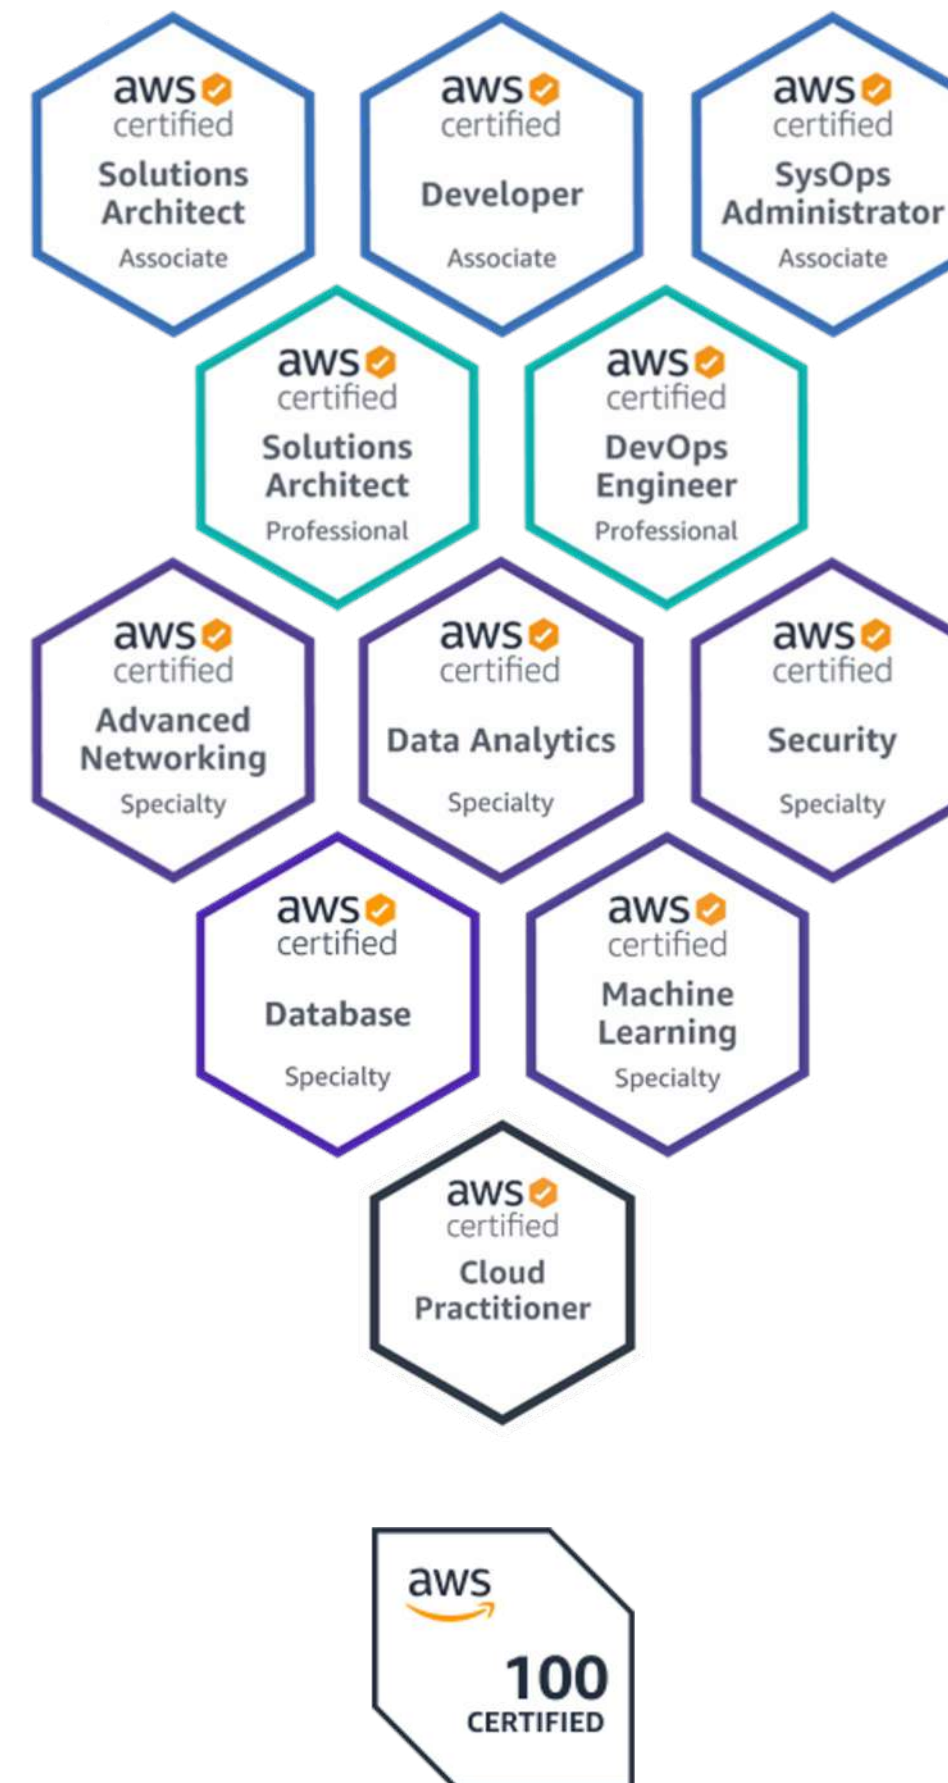 aws
certified
Solutions
Architect
Associate
aws
certified
Developer
Associate
aws
certified
SysOps
Administrator
Associate
aws
certified
Solutions
Architect
Professional
aws
certified
DevOps
Engineer
Professional
aws
certified
Advanced
Networking
Specialty
aws
certified
Data Analytics
Specialty
aws
certified
Security
Specialty
aws
certified
Database
Specialty
aws
certified
Machine
Learning
Specialty
aws
certified
Cloud
Practitioner
aws
100
CERTIFIED